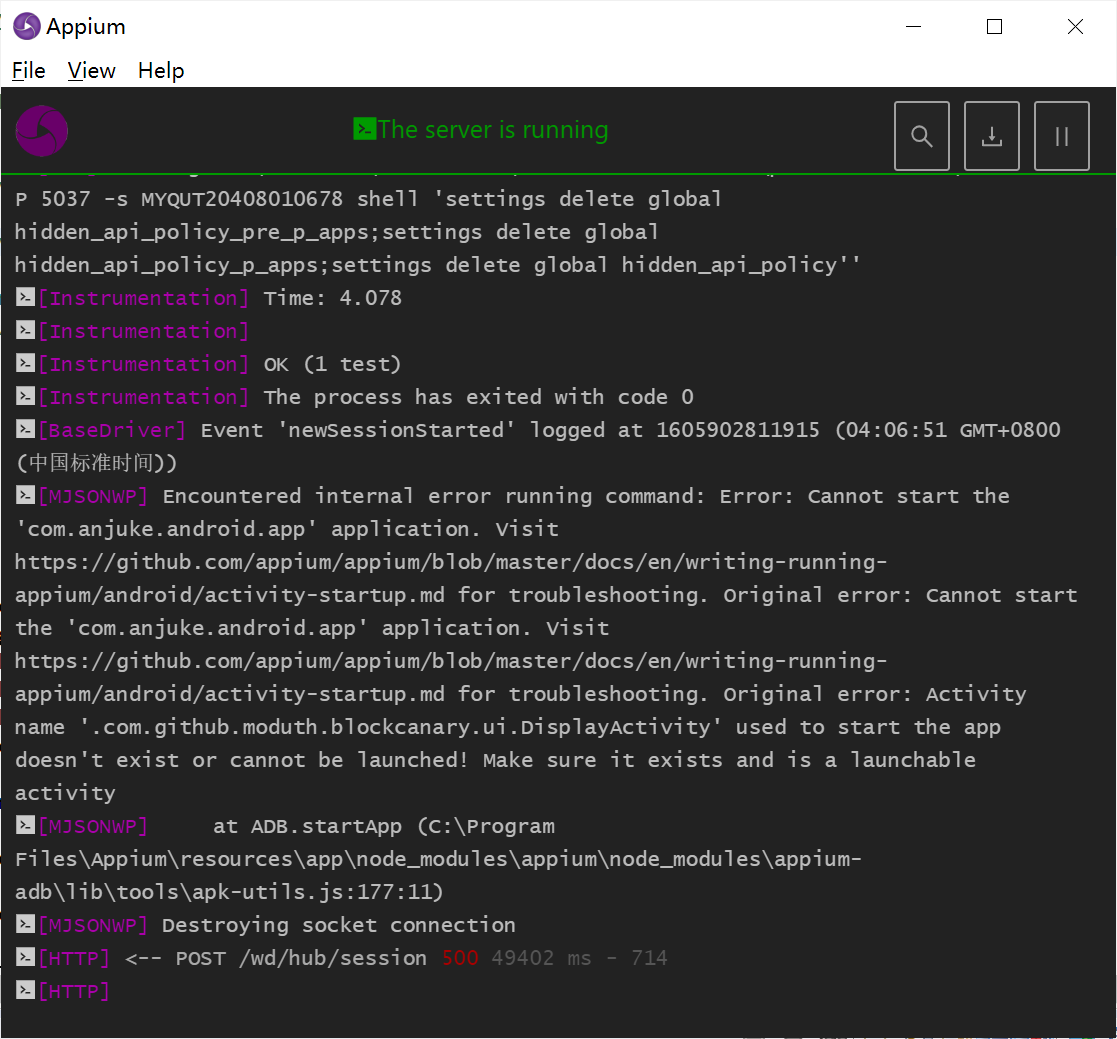 Appium
File View Help
The server is running
P 5037 -s MYQUT20408010678 shell 'settings delete global
hidden_api_policy_pre_p_apps;settings delete global
hidden_api_policy_p_apps;settings delete global hidden_api_policy''
[Instrumentation] Time: 4.078
[Instrumentation]
[Instrumentation] OK (1 test)
[Instrumentation] The process has exited with code 0
[BaseDriver] Event 'newSessionStarted' logged at 1605902811915 (04:06:51 GMT+0800
(中国标准时间))
[MJSONWP] Encountered internal error running command: Error: Cannot start the
'com.anjuke.android.app' application. Visit
https://github.com/appium/appium/blob/master/docs/en/writing-running-
appium/android/activity-startup.md for troubleshooting. Original error: Cannot start
the 'com.anjuke.android.app' application. Visit
https://github.com/appium/appium/blob/master/docs/en/writing-running-
appium/android/activity-startup.md for troubleshooting. Original error: Activity
name '.com.github.moduth.blockcanary.ui.DisplayActivity' used to start the app
doesn't exist or cannot be launched! Make sure it exists and is a launchable
activity
[MJSONWP] at ADB.startApp (C:\Program
Files\Appium\resources\app\node_modules\appium\node_modules\appium-
adb\lib\tools\apk-utils.js:177:11)
[MJSONWP] Destroying socket connection
[HTTP] <-- POST /wd/hub/session 500 49402 ms - 714
[HTTP]